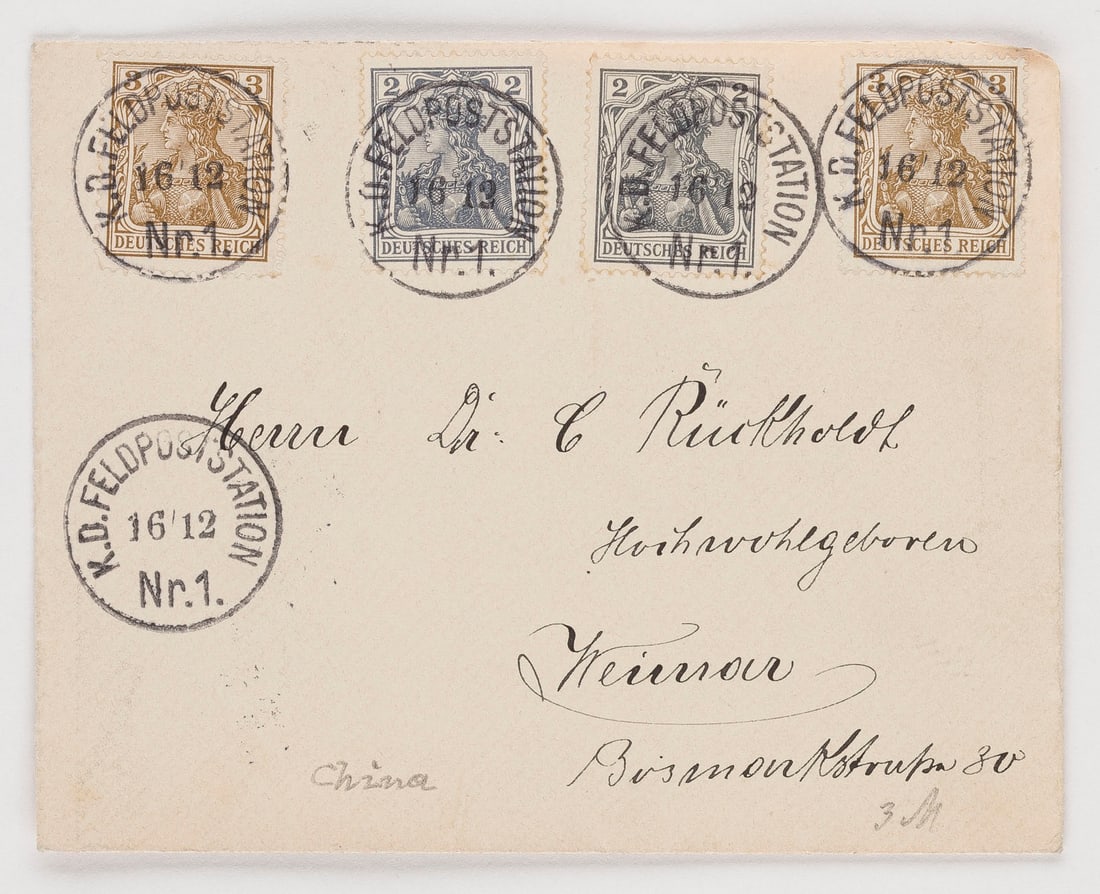 3 3
DEUTSCHES REICH
K.D.FELDPOSTSTATION
16/12
Nr.1.
2 2
DEUTSCHES REICH
K.D.FELDPOSTSTATION
16 12
Nr.1.
2 2
DEUTSCHES REICH
K.D.FELDPOSTSTATION
16/12
Nr.1.
3 3
DEUTSCHES REICH
K.D.FELDPOSTSTATION
16/12
Nr.1.
Herrn Dr. C Rückholdt
K.D.FELDPOSTSTATION
16/12
Nr.1.
Hochwohlgeboren
Weimar
Bismarkstraße 30
China
3 M